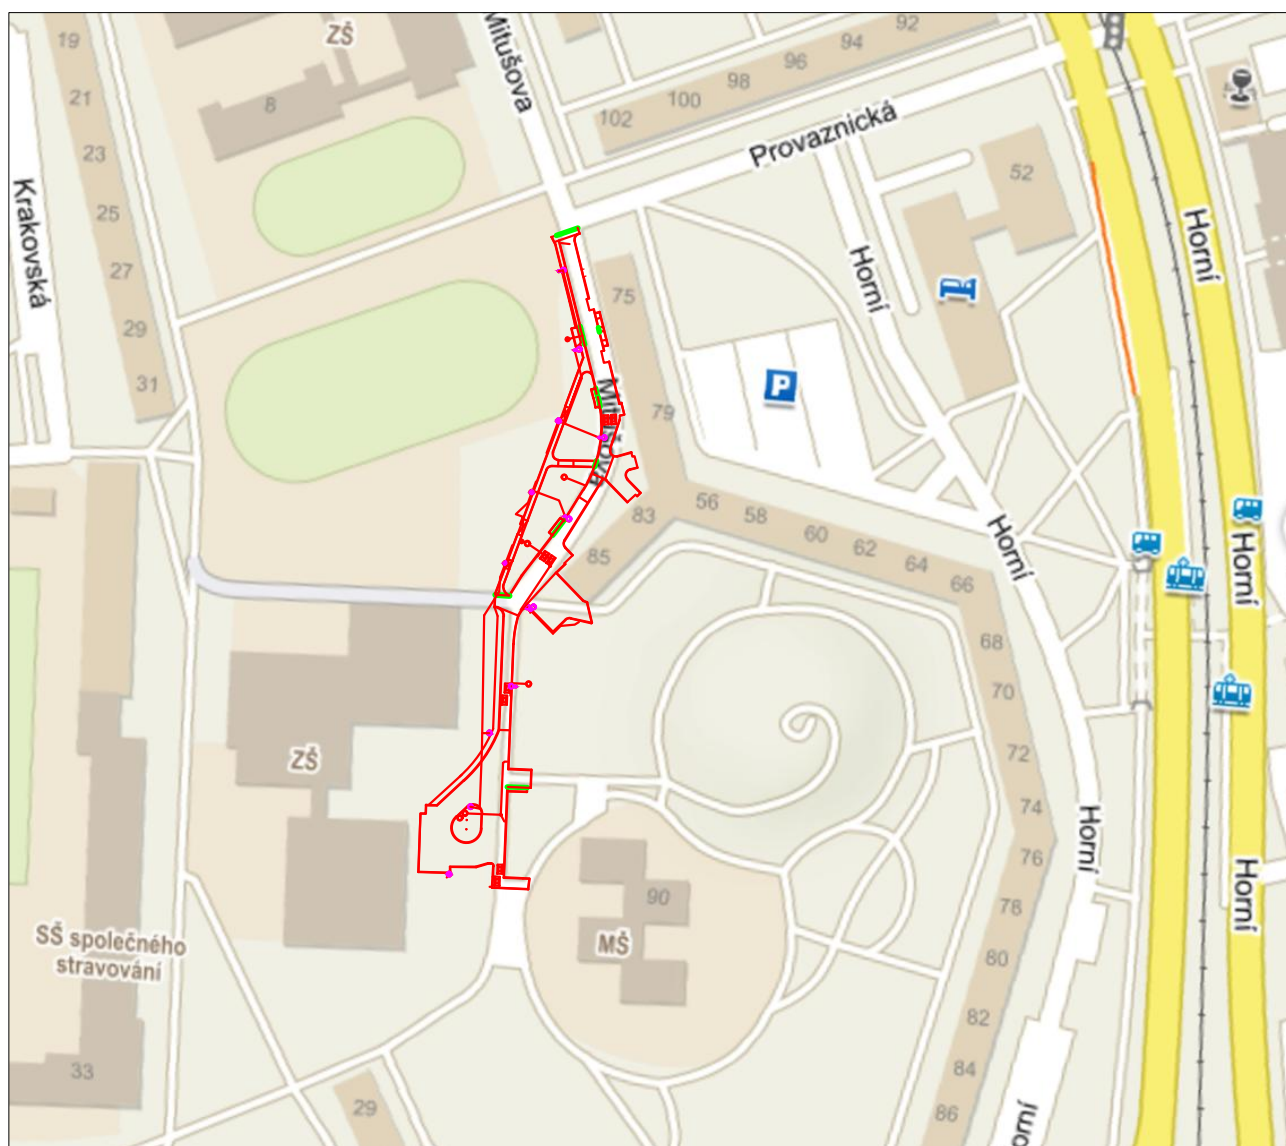 19
ZŠ
Mitušova
92
94
96
98
100
102
21
8
23
Provaznická
52
25
Krakovská
Horní
27
Horní
75
29
31
P
79
Mitušova
56
58
83
60
62
85
64
66
Horní
Horní
68
70
ZŠ
72
74
76
Horní
78
90
Horní
SŠ společného
stravování
MŠ
80
82
33
84
29
86
orní